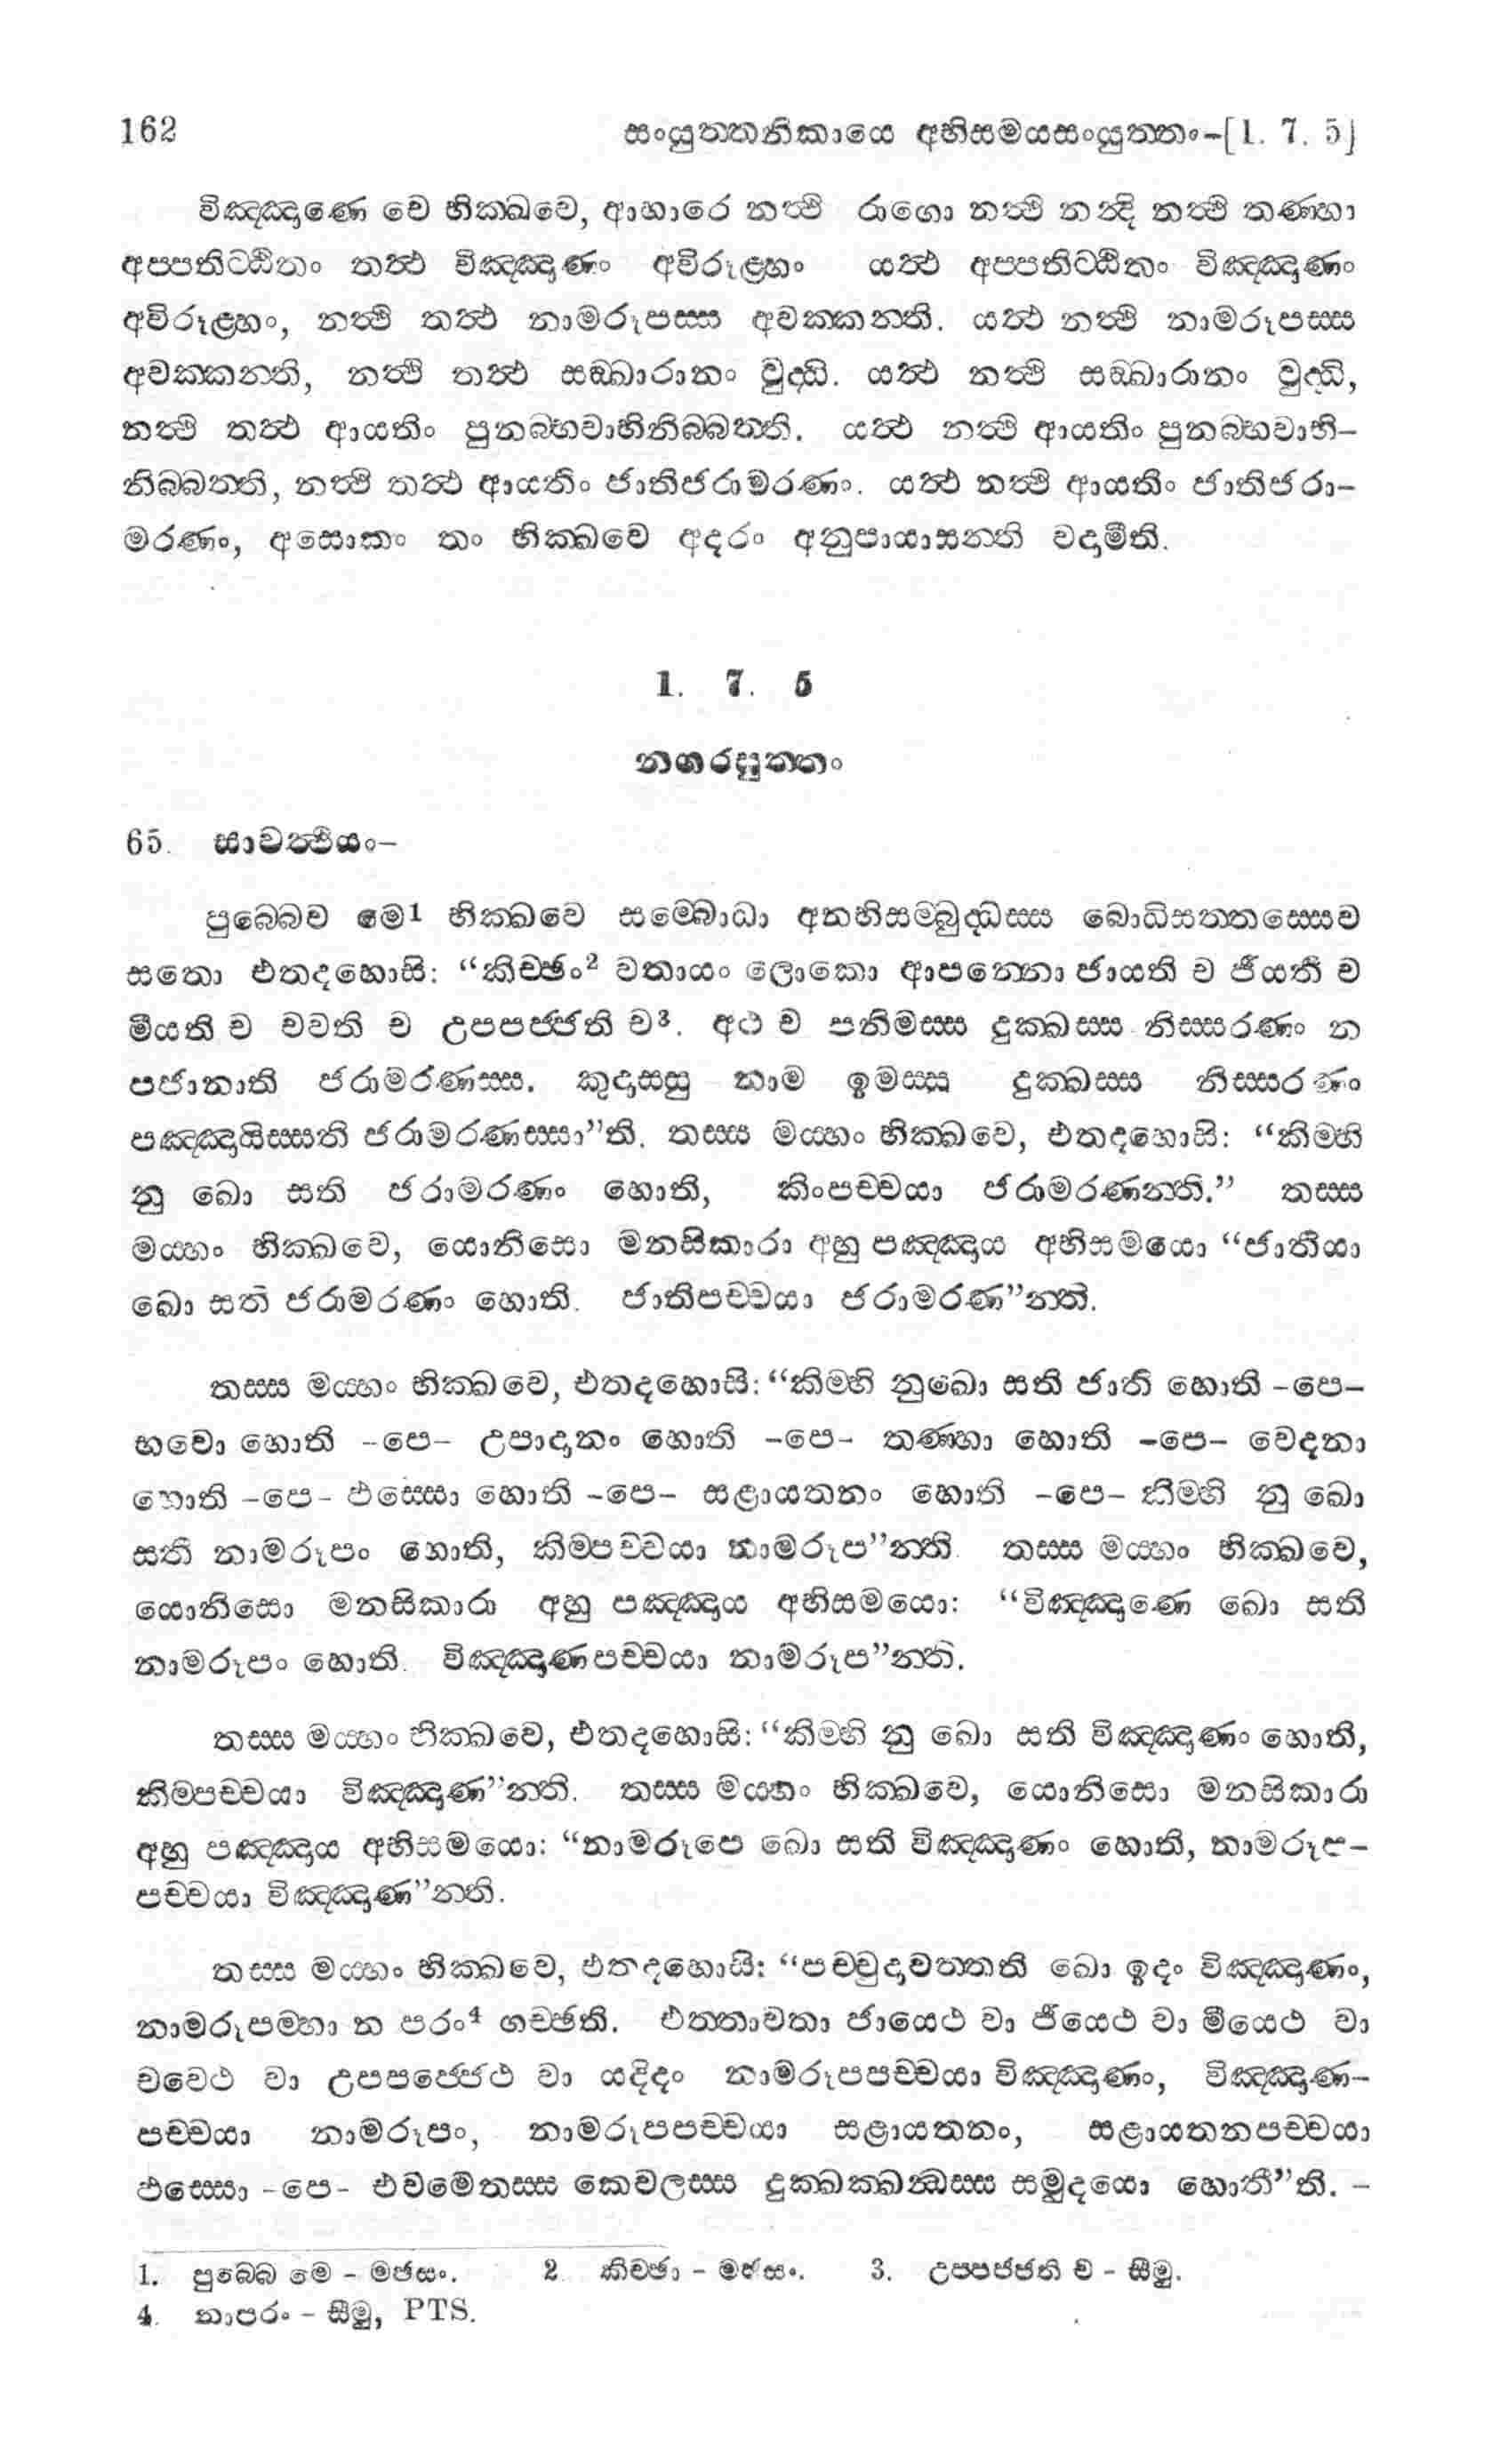 162 සංයුත්තනිකායෙ අභිසමයසංයුත්තං-[1. 7. 5]
විඤ්ඤාණෙ චෙ භික්ඛවෙ, ආහාරෙ නත්ථි රාගො නත්ථි නන්දි නත්ථි තණ්හා
අප්පතිට්ඨිතං තත්ථ විඤ්ඤාණං අවිරූළ්හං යත්ථ අප්පතිට්ඨිතං විඤ්ඤාණං
අවිරූළ්හං, නත්ථි තත්ථ නාමරූපස්ස අවක්කන්ති. යත්ථ නත්ථි නාමරූපස්ස
අවක්කන්ති, නත්ථි තත්ථ සඞ්ඛාරානං වුද්ධි. යත්ථ නත්ථි සඞ්ඛාරානං වුද්ධි,
නත්ථි තත්ථ ආයතිං පුනබ්භවාභිනිබ්බත්ති. යත්ථ නත්ථි ආයතිං පුනබ්භවාභි-
නිබ්බත්ති, නත්ථි තත්ථ ආයතිං ජාතිජරාමරණං. යත්ථ නත්ථි ආයතිං ජාතිජරා-
මරණං, අසොකං තං භික්ඛවෙ අදරං අනුපායාසන්ති වදාමීති.
1. 7. 5
නගරසුත්තං
65. සාවත්ථියං-
පුබ්බෙව මෙ1 භික්ඛවෙ සම්බොධා අනභිසම්බුද්ධස්ස බොධිසත්තස්සෙව
සතො එතදහොසි: “කිච්ඡං2 වතායං ලොකො ආපන්නො ජායති ච ජීයති ච
මීයති ච චවති ච උපපජ්ජති ච3. අථ ච පනිමස්ස දුක්ඛස්ස නිස්සරණං න
පජානාති ජරාමරණස්ස. කුදාස්සු නාම ඉමස්ස දුක්ඛස්ස නිස්සරණං
පඤ්ඤායිස්සති ජරාමරණස්සා”ති. තස්ස මය්හං භික්ඛවෙ, එතදහොසි: “කිම්හි
නු ඛො සති ජරාමරණං හොති, කිංපච්චයා ජරාමරණන්ති.” තස්ස
මය්හං භික්ඛවෙ, යොනිසො මනසිකාරා අහු පඤ්ඤාය අභිසමයො “ජාතියා
ඛො සති ජරාමරණං හොති. ජාතිපච්චයා ජරාමරණ”න්ති.
තස්ස මය්හං භික්ඛවෙ, එතදහොසි: “කිම්හි නුඛො සති ජාති හොති -පෙ-
භවො හොති -පෙ- උපාදානං හොති -පෙ- තණ්හා හොති -පෙ- වෙදනා
හොති -පෙ- ඵස්සො හොති -පෙ- සළායතනං හොති -පෙ- කිම්හි නු ඛො
සති නාමරූපං හොති, කිම්පච්චයා නාමරූප”න්ති. තස්ස මය්හං භික්ඛවෙ,
යොනිසො මනසිකාරා අහු පඤ්ඤාය අභිසමයො: “විඤ්ඤාණෙ ඛො සති
නාමරූපං හොති. විඤ්ඤාණපච්චයා නාමරූප”න්ති.
තස්ස මය්හං භික්ඛවෙ, එතදහොසි: “කිම්හි නු ඛො සති විඤ්ඤාණං හොති,
කිම්පච්චයා විඤ්ඤාණ”න්ති. තස්ස මය්හං භික්ඛවෙ, යොනිසො මනසිකාරා
අහු පඤ්ඤාය අභිසමයො: “නාමරූපෙ ඛො සති විඤ්ඤාණං හොති, නාමරූප-
පච්චයා විඤ්ඤාණ”න්ති.
තස්ස මය්හං භික්ඛවෙ, එතදහොසි: “පච්චුදාවත්තති ඛො ඉදං විඤ්ඤාණං,
නාමරූපම්හා න පරං4 ගච්ඡති. එත්තාවතා ජායෙථ වා ජීයෙථ වා මීයෙථ වා
චවෙථ වා උපපජ්ජෙථ වා යදිදං නාමරූපපච්චයා විඤ්ඤාණං, විඤ්ඤාණ-
පච්චයා නාමරූපං, නාමරූපපච්චයා සළායතනං, සළායතනපච්චයා
ඵස්සො -පෙ- එවමෙතස්ස කෙවලස්ස දුක්ඛක්ඛන්ධස්ස සමුදයො හොතී”ති. -
1. පුබ්බෙ මෙ - මඡසං. 2. කිච්ඡා - මඡසං. 3. උප්පජ්ජති ච - සීමු.
4. නාපරං - සීමු, PTS.